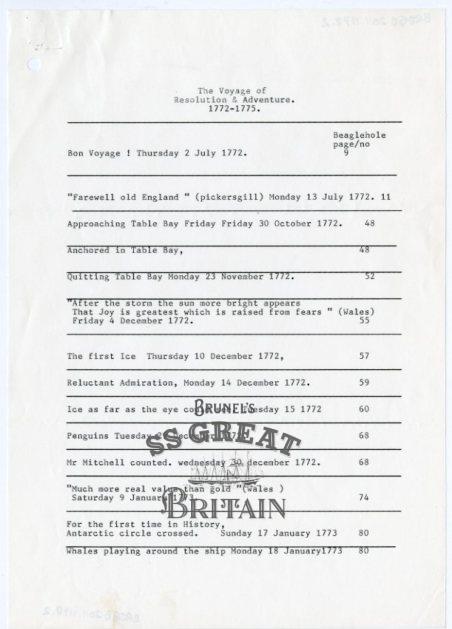 The Voyage of
Resolution & Adventure.
1772-1775.
Beaglehole
page/no
Bon Voyage ! Thursday 2 July 1772. 9
"Farewell old England " (pickersgill) Monday 13 July 1772. 11
Approaching Table Bay Friday Friday 30 October 1772. 48
Anchored in Table Bay, 48
Quitting Table Bay Monday 23 November 1772. 52
"After the storm the sun more bright appears
That Joy is greatest which is raised from fears " (Wales)
Friday 4 December 1772. 55
The first Ice Thursday 10 December 1772, 57
Reluctant Admiration, Monday 14 December 1772. 59
Ice as far as the eye Tuesday 15 1772 60
Penguins Tuesday December 68
Mr Mitchell counted. wednesday 30 december 1772. 68
"Much more real value than gold "(Wales )
Saturday 9 January 1773 74
For the first time in History,
Antarctic circle crossed. Sunday 17 January 1773 80
Whales playing around the ship Monday 18 January1773 80
BRUNEL'S
SS GREAT
BRITAIN